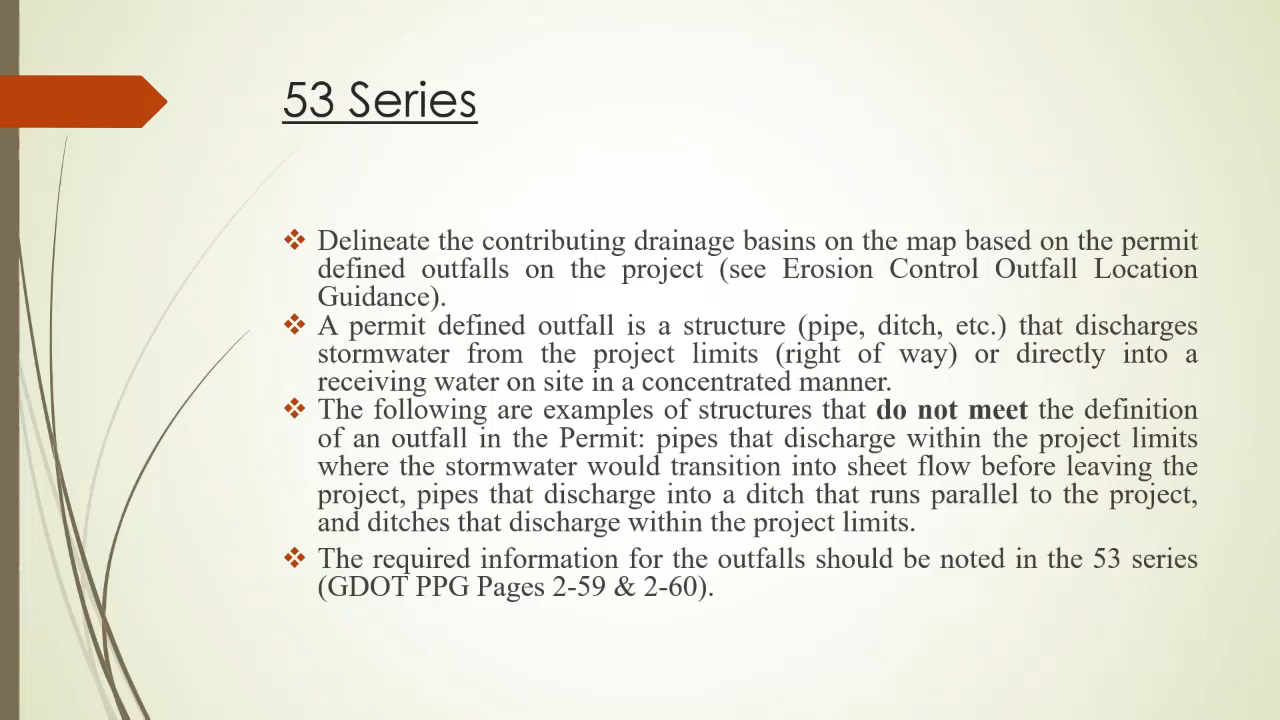 53 Series
Delineate the contributing drainage basins on the map based on the permit
defined outfalls on the project (see Erosion Control Outfall Location
Guidance).
A permit defined outfall is a structure (pipe, ditch, etc.) that discharges
stormwater from the project limits (right of way) or directly into a
receiving water on site in a concentrated manner.
The following are examples of structures that do not meet the definition
of an outfall in the Permit: pipes that discharge within the project limits
where the stormwater would transition into sheet flow before leaving the
project, pipes that discharge into a ditch that runs parallel to the project,
and ditches that discharge within the project limits.
The required information for the outfalls should be noted in the 53 series
(GDOT PPG Pages 2-59 & 2-60).